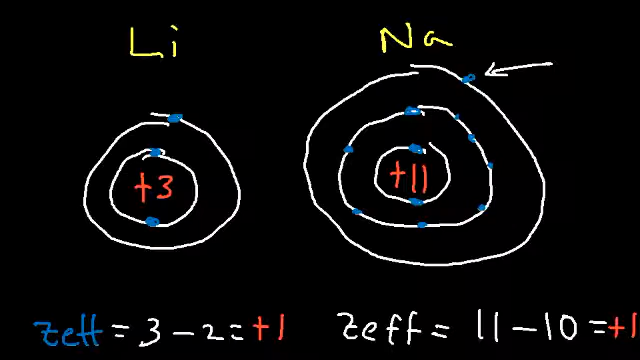 Li Na
+3 +11
Zeff = 3 - 2 = +1 Zeff = 11 - 10 = +1